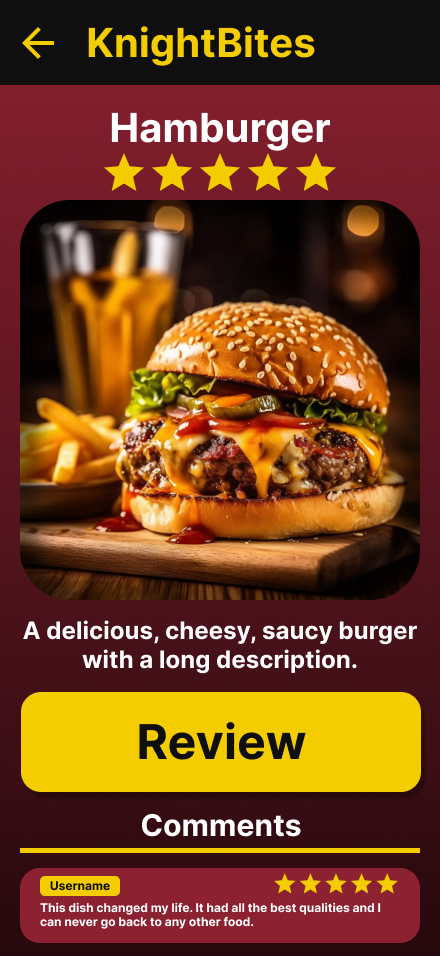 KnightBites
Hamburger
A delicious, cheesy, saucy burger
with a long description.
Review
Comments
Username
This dish changed my life. It had all the best qualities and I
can never go back to any other food.